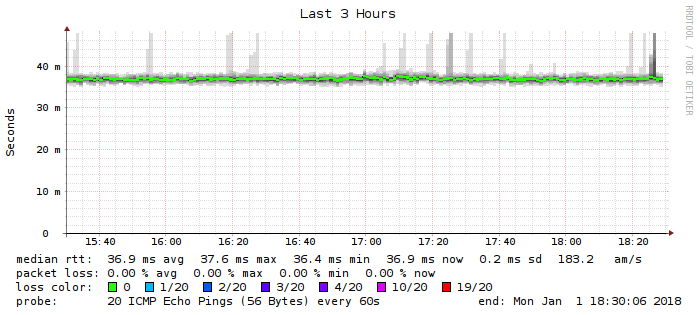 Last 3 Hours
RRDTOOL / TOBI OETIKER
Seconds
40 m
30 m
20 m
10 m
0
15:40 16:00 16:20 16:40 17:00 17:20 17:40 18:00 18:20
median rtt: 36.9 ms avg 37.6 ms max 36.4 ms min 36.9 ms now 0.2 ms sd 183.2 am/s
packet loss: 0.00 % avg 0.00 % max 0.00 % min 0.00 % now
loss color: 0 1/20 2/20 3/20 4/20 10/20 19/20
probe: 20 ICMP Echo Pings (56 Bytes) every 60s end: Mon Jan 1 18:30:06 2018